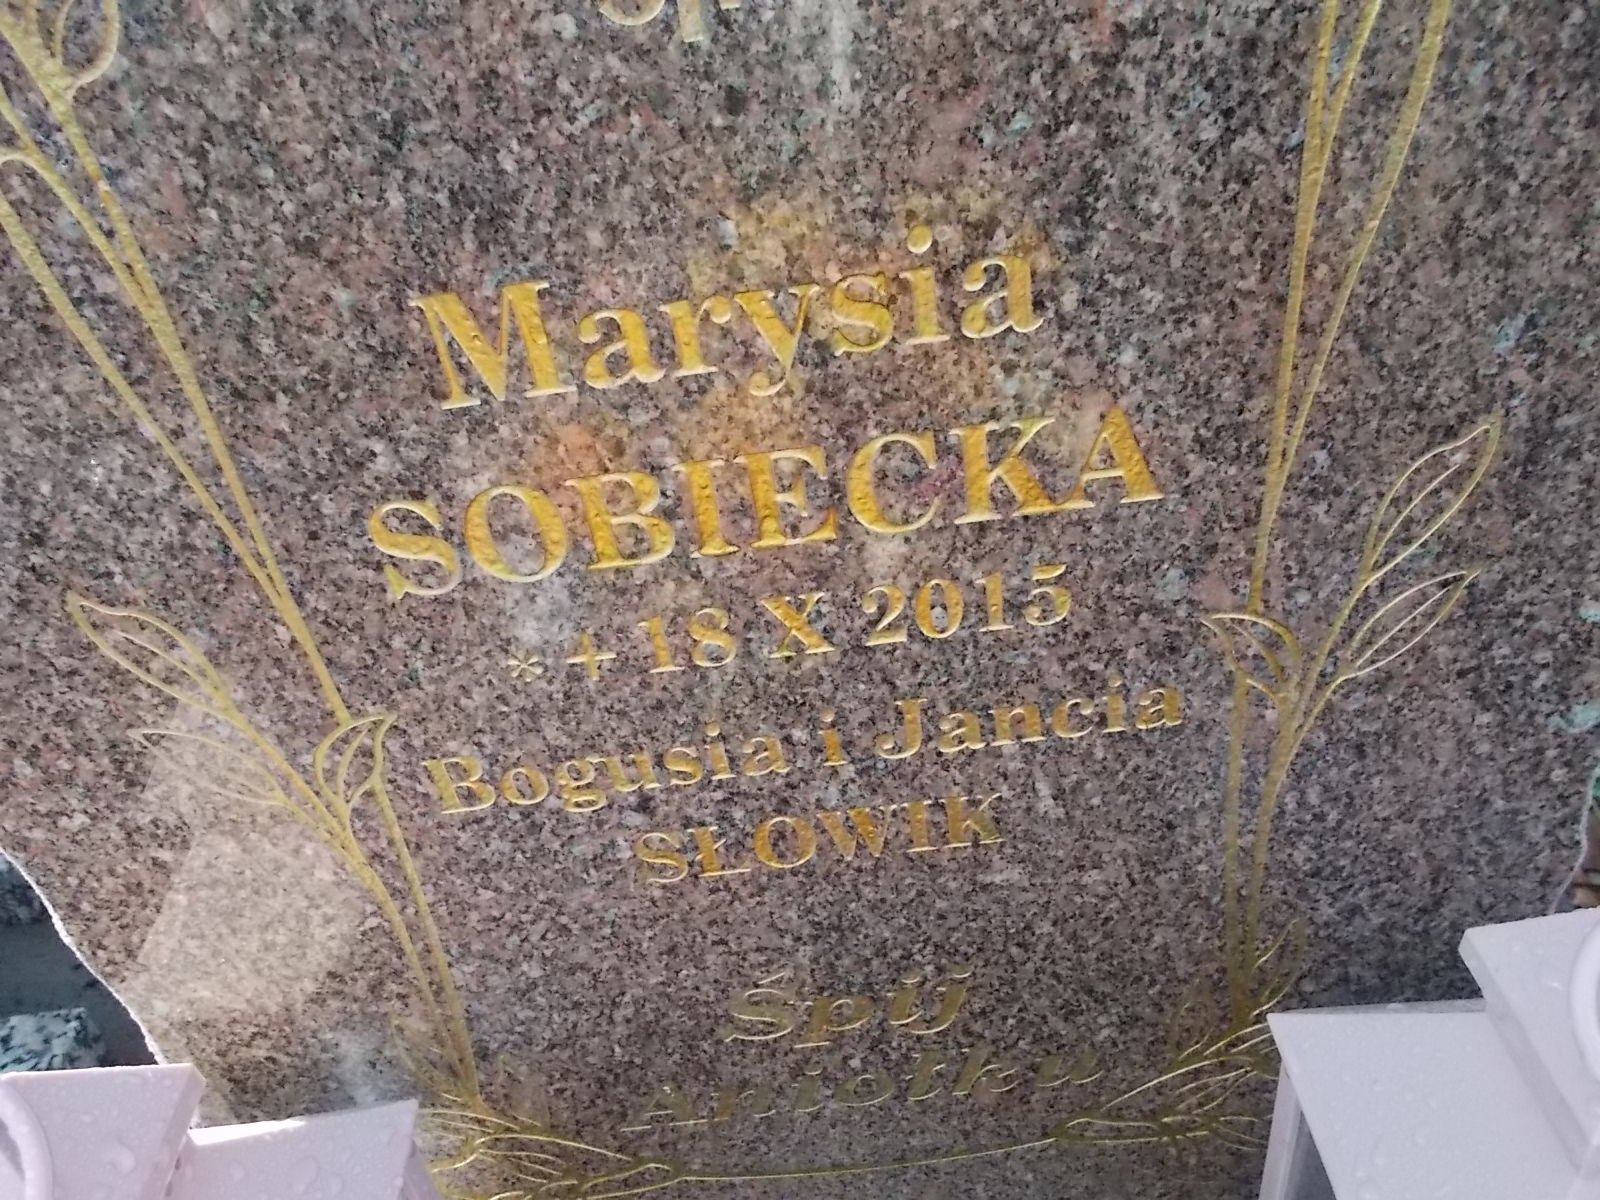 Marysia
SOBIECKA
* + 18 X 2015
Bogusia i Jancia
SŁOWIK
Śpij
Aniołku